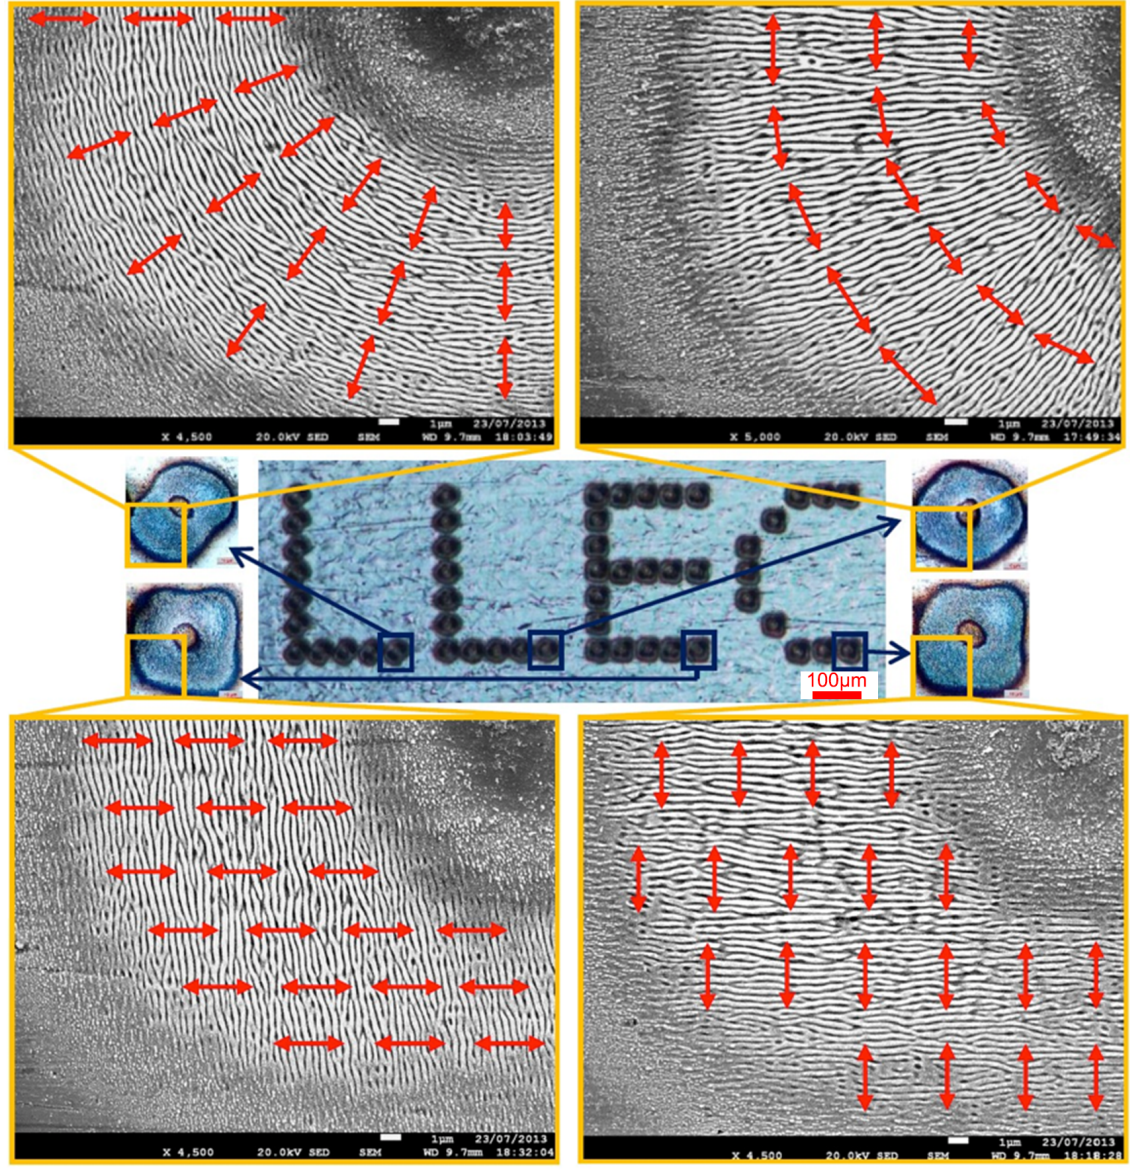 1μm 23/07/2013
X 4,500 20.0kV SED SEM WD 9.7mm 18:03:49
1μm 23/07/2013
X 5,000 20.0kV SED SEM WD 9.7mm 17:49:34
100μm
1μm 23/07/2013
X 4,500 20.0kV SED SEM WD 9.7mm 18:32:04
1μm 23/07/2013
X 4,500 20.0kV SED SEM WD 9.7mm 18:18:28